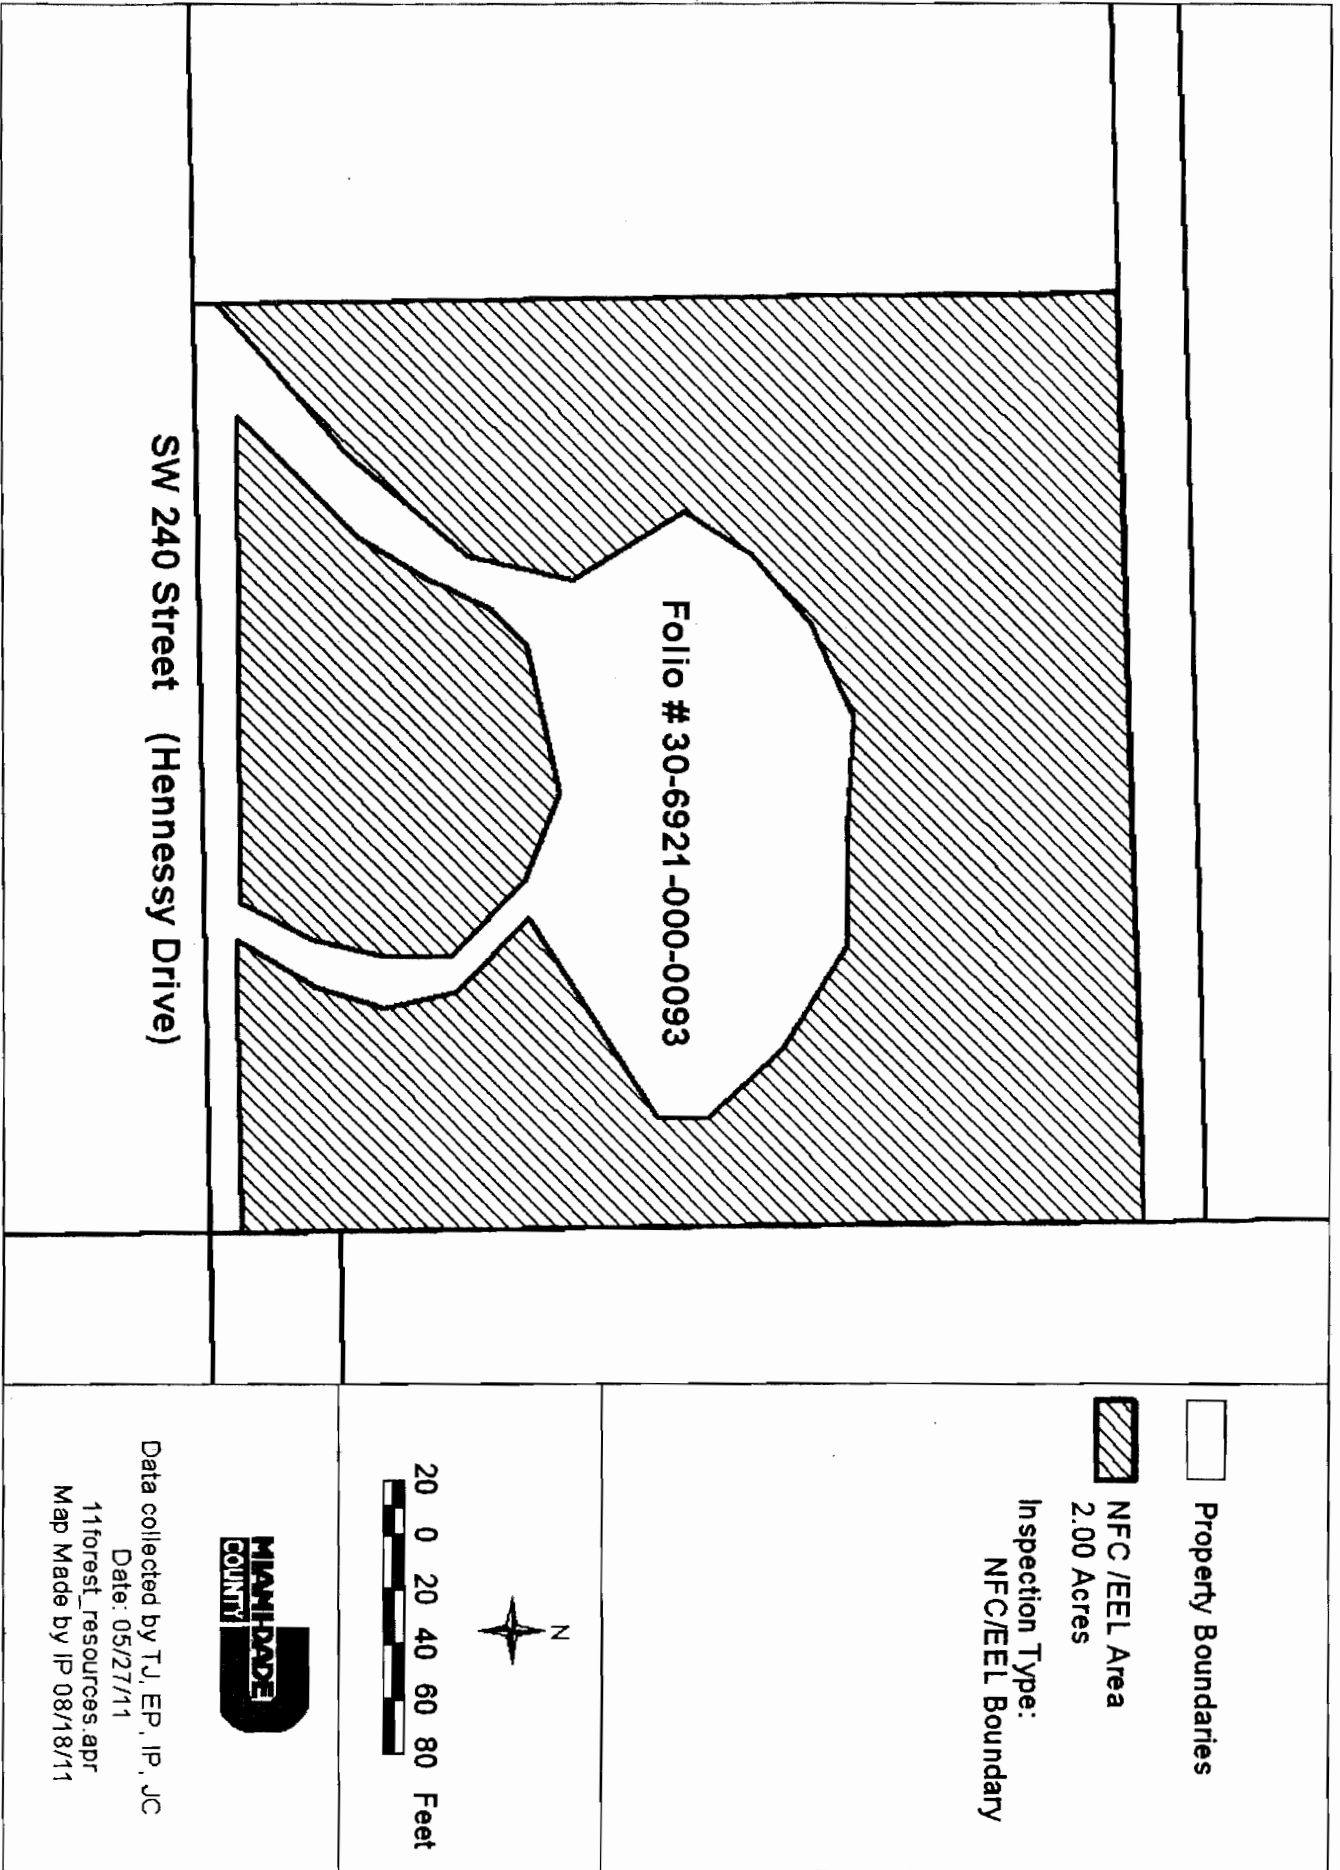 Folio # 30-6921-000-0093
SW 240 Street (Hennessy Drive)
Property Boundaries
NFC /EEL Area
2.00 Acres
Inspection Type:
NFC/EEL Boundary
N
20 0 20 40 60 80 Feet
MIAMI-DADE
COUNTY
Data collected by TJ, EP, IP, JC
Date: 05/27/11
11forest_resources.apr
Map Made by IP 08/18/11